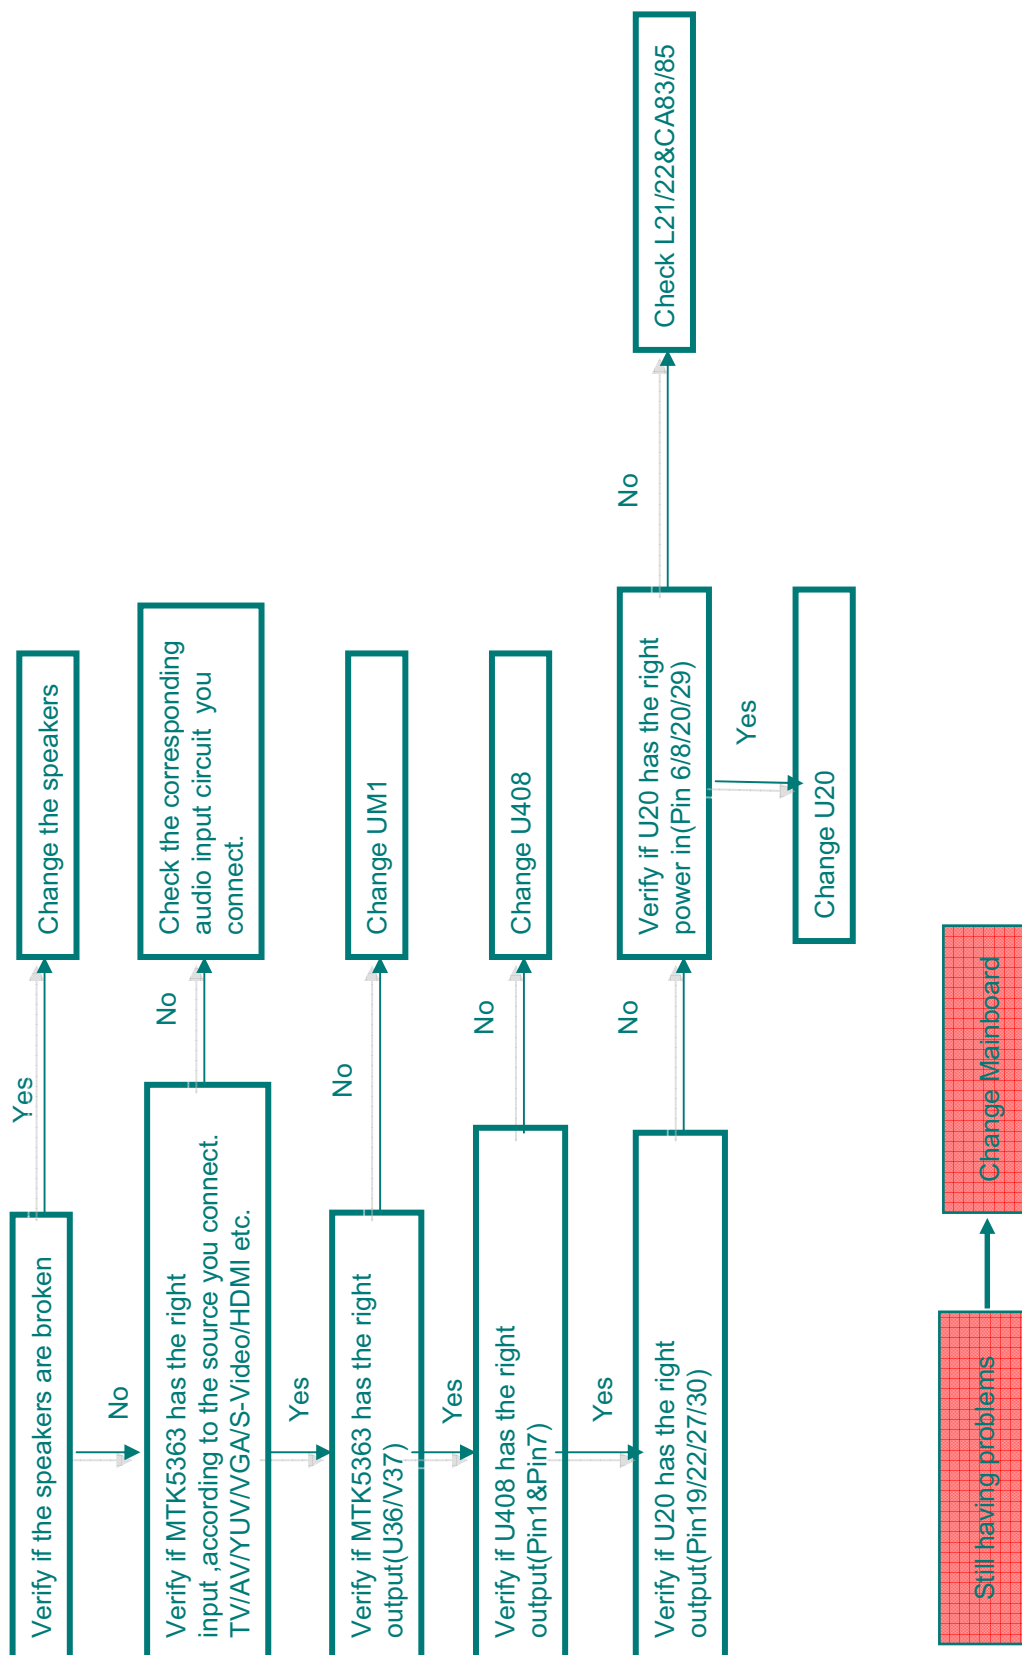 Verify if the speakers are broken
Yes
Change the speakers
No
Verify if MTK5363 has the right
input ,according to the source you connect.
TV/AV/YUV/VGA/S-Video/HDMI etc.
No
Check the corresponding
audio input circuit you
connect.
Yes
Verify if MTK5363 has the right
output(U36/V37)
No
Change UM1
Yes
Verify if U408 has the right
output(Pin1&Pin7)
No
Change U408
Yes
Verify if U20 has the right
output(Pin19/22/27/30)
No
Verify if U20 has the right
power in(Pin 6/8/20/29)
No
Check L21/22&CA83/85
Yes
Change U20
Still having problems
Change Mainboard